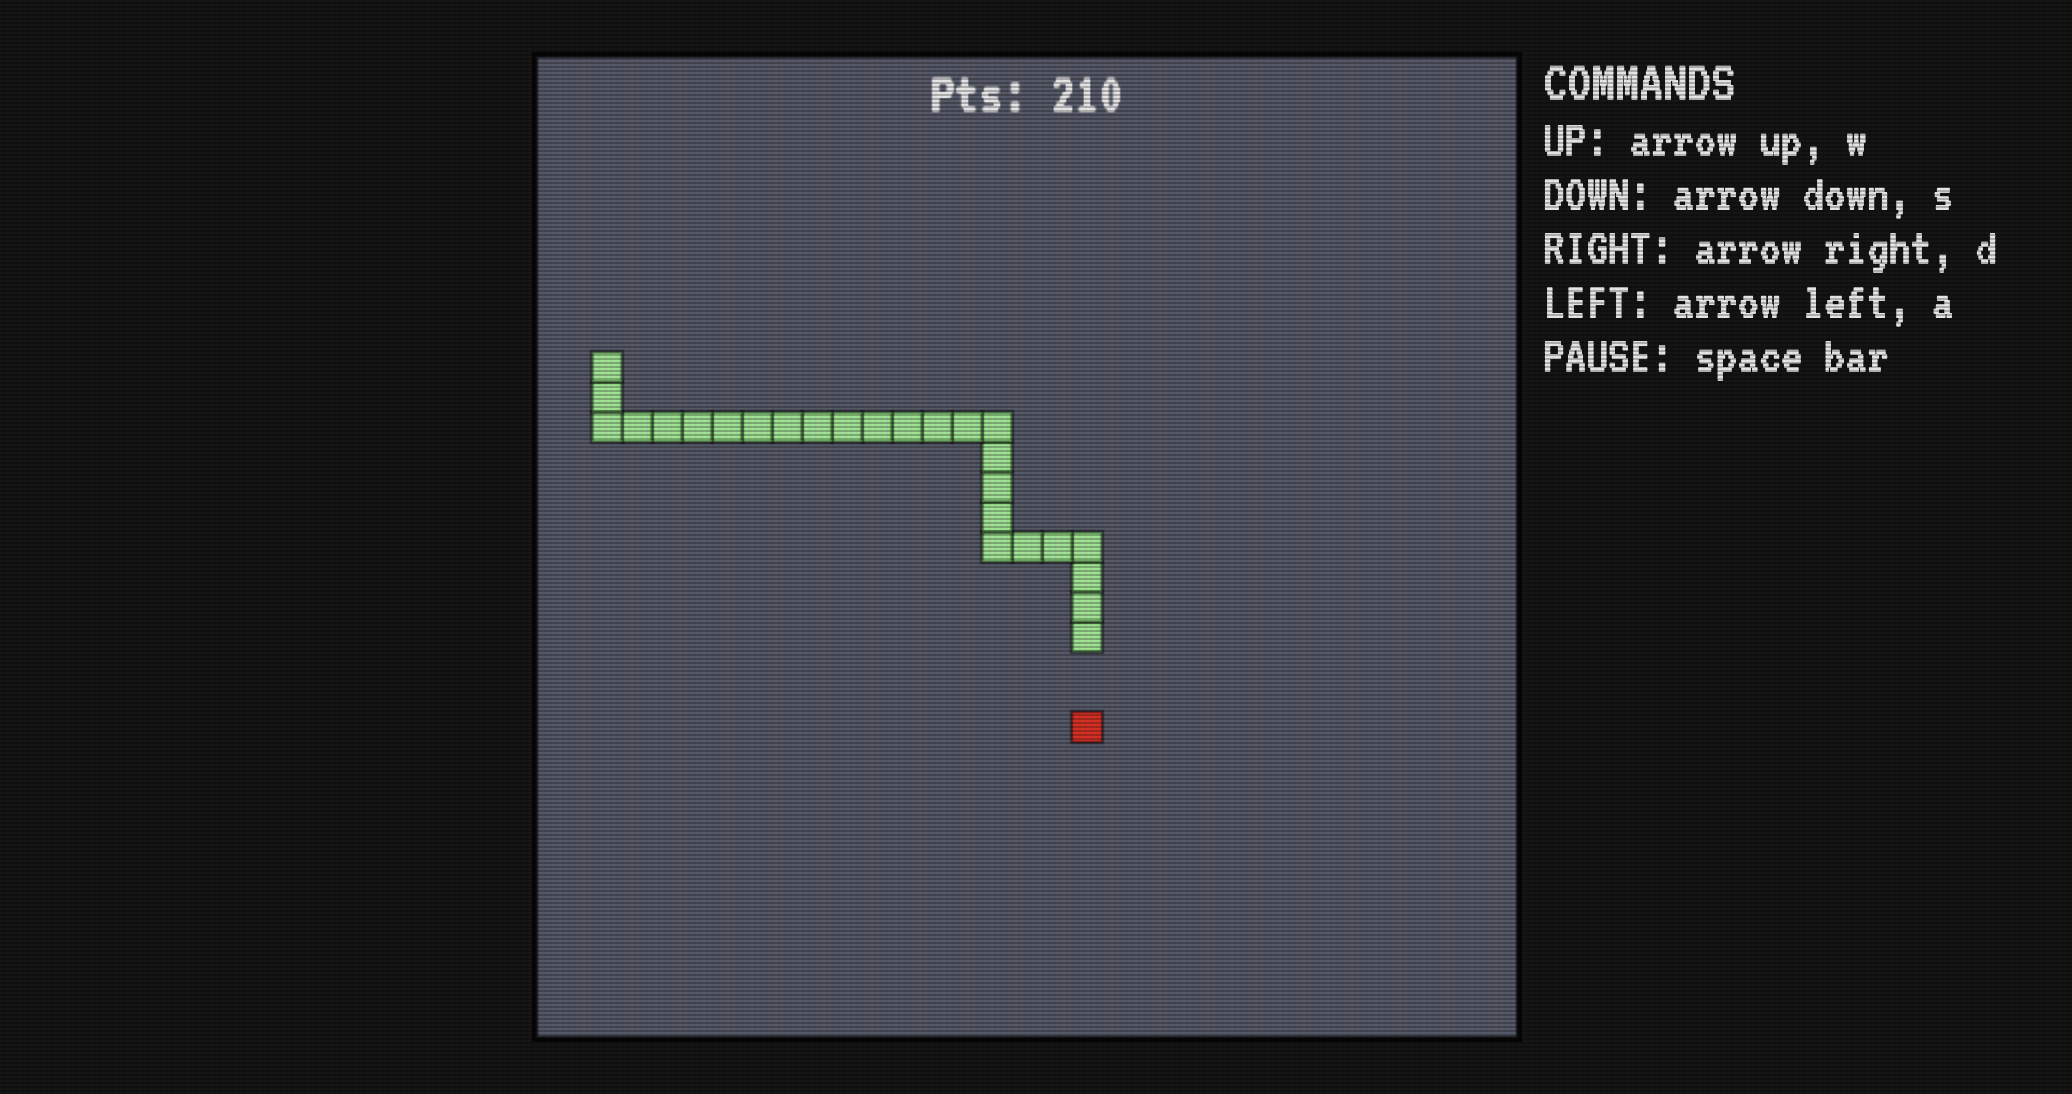 Pts: 210
COMMANDS
UP: arrow up, w
DOWN: arrow down, s
RIGHT: arrow right, d
LEFT: arrow left, a
PAUSE: space bar